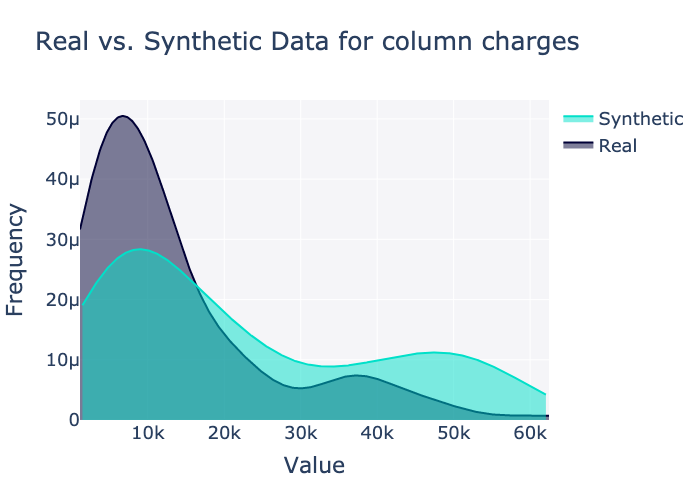 Real vs. Synthetic Data for column charges
50μ
40μ
30μ
20μ
10μ
0
Frequency
10k
20k
30k
40k
50k
60k
Value
Synthetic
Real